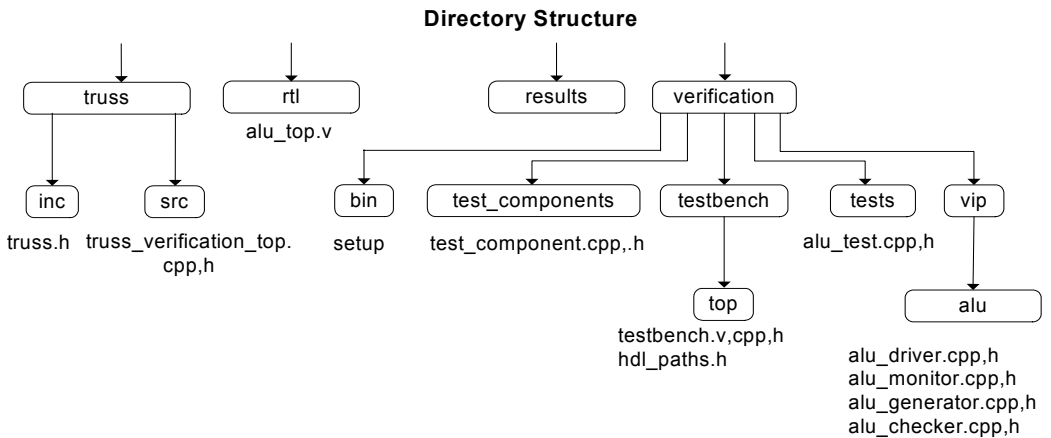 Directory Structure
truss
rtl
results
verification
alu_top.v
inc
src
bin
test_components
testbench
tests
vip
truss.h
truss_verification_top.
cpp,h
setup
test_component.cpp,.h
alu_test.cpp,h
top
alu
testbench.v,cpp,h
hdl_paths.h
alu_driver.cpp,h
alu_monitor.cpp,h
alu_generator.cpp,h
alu_checker.cpp,h